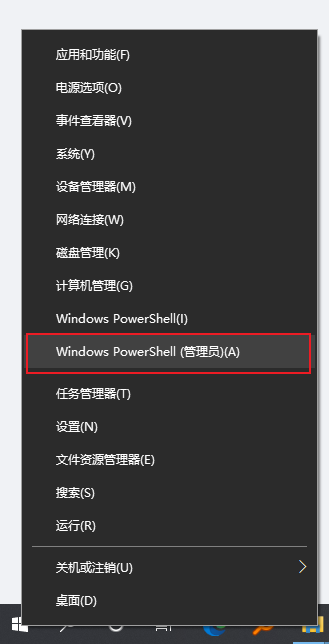 应用和功能(F)
电源选项(O)
事件查看器(V)
系统(Y)
设备管理器(M)
网络连接(W)
磁盘管理(K)
计算机管理(G)
Windows PowerShell(I)
Windows PowerShell (管理员)(A)
任务管理器(T)
设置(N)
文件资源管理器(E)
搜索(S)
运行(R)
关机或注销(U)
桌面(D)